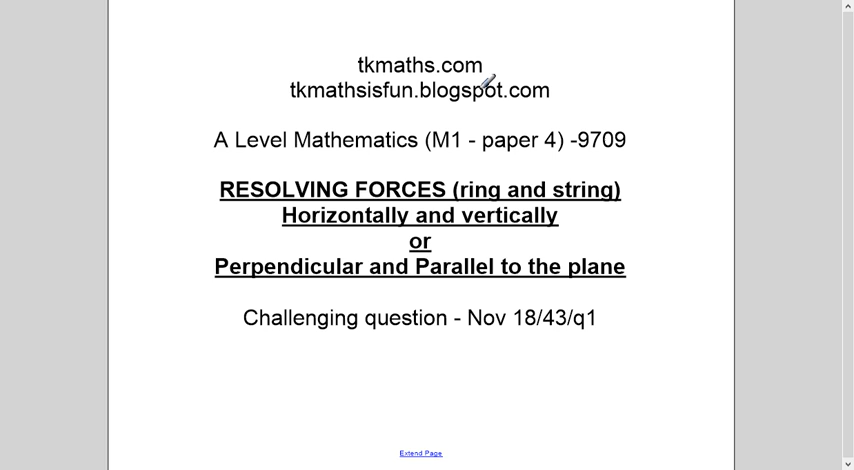 tkmaths.com
tkmathsisfun.blogspot.com
A Level Mathematics (M1 - paper 4) -9709
RESOLVING FORCES (ring and string)
Horizontally and vertically
or
Perpendicular and Parallel to the plane
Challenging question - Nov 18/43/q1
Extend Page